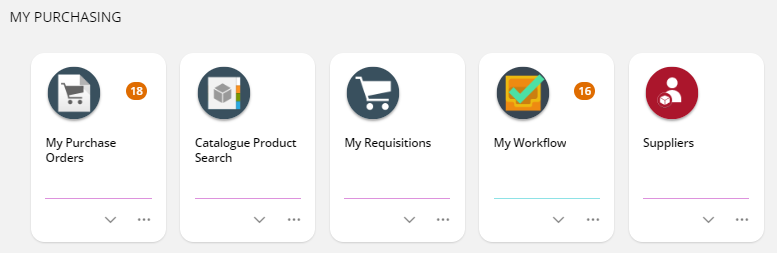 MY PURCHASING
18
My Purchase
Orders
Catalogue Product
Search
My Requisitions
16
My Workflow
Suppliers